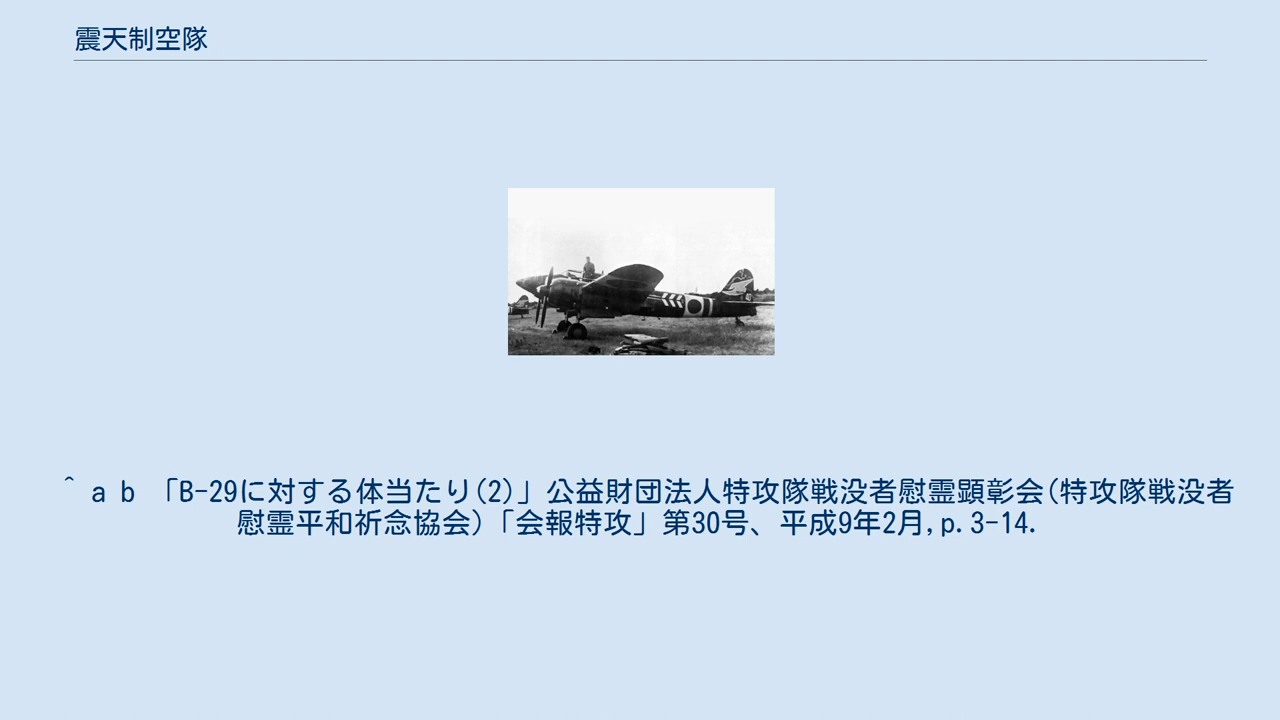 震天制空隊
^ a b 「B-29に対する体当たり(2)」公益財団法人特攻隊戦没者慰霊顕彰会(特攻隊戦没者
慰霊平和祈念協会)「会報特攻」第30号、平成9年2月,p.3-14.